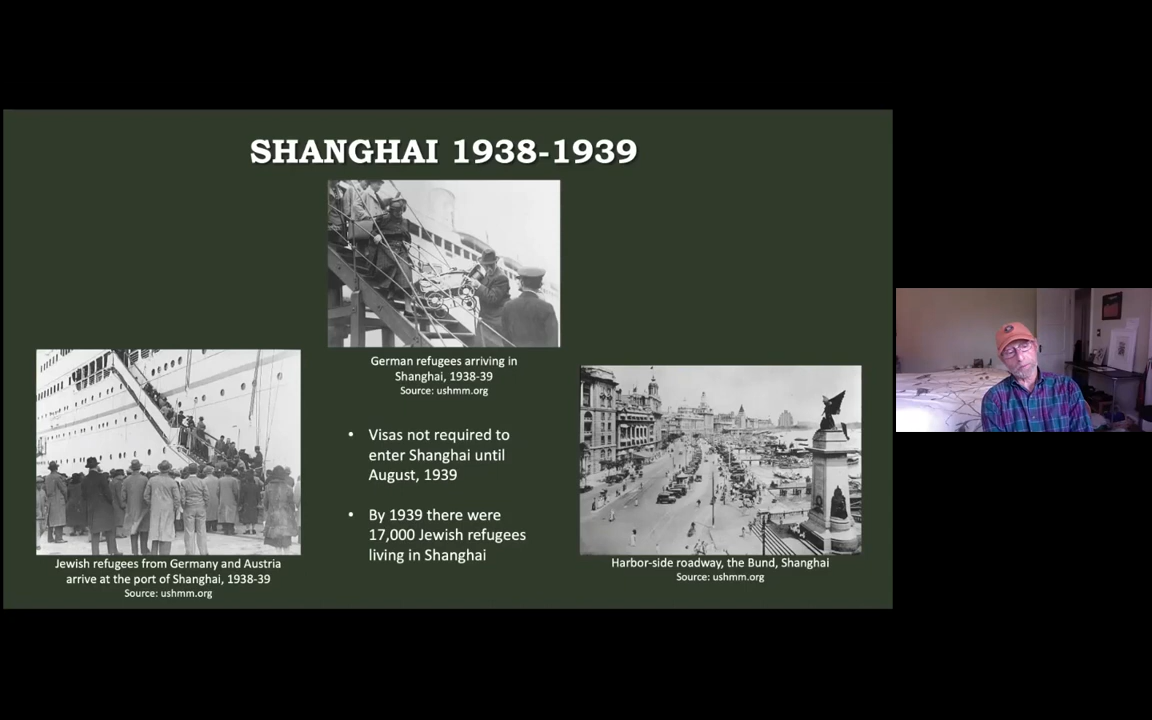 SHANGHAI 1938-1939
German refugees arriving in
Shanghai, 1938-39
Source: ushmm.org
• Visas not required to
enter Shanghai until
August, 1939
• By 1939 there were
17,000 Jewish refugees
living in Shanghai
Jewish refugees from Germany and Austria
arrive at the port of Shanghai, 1938-39
Source: ushmm.org
Harbor-side roadway, the Bund, Shanghai
Source: ushmm.org